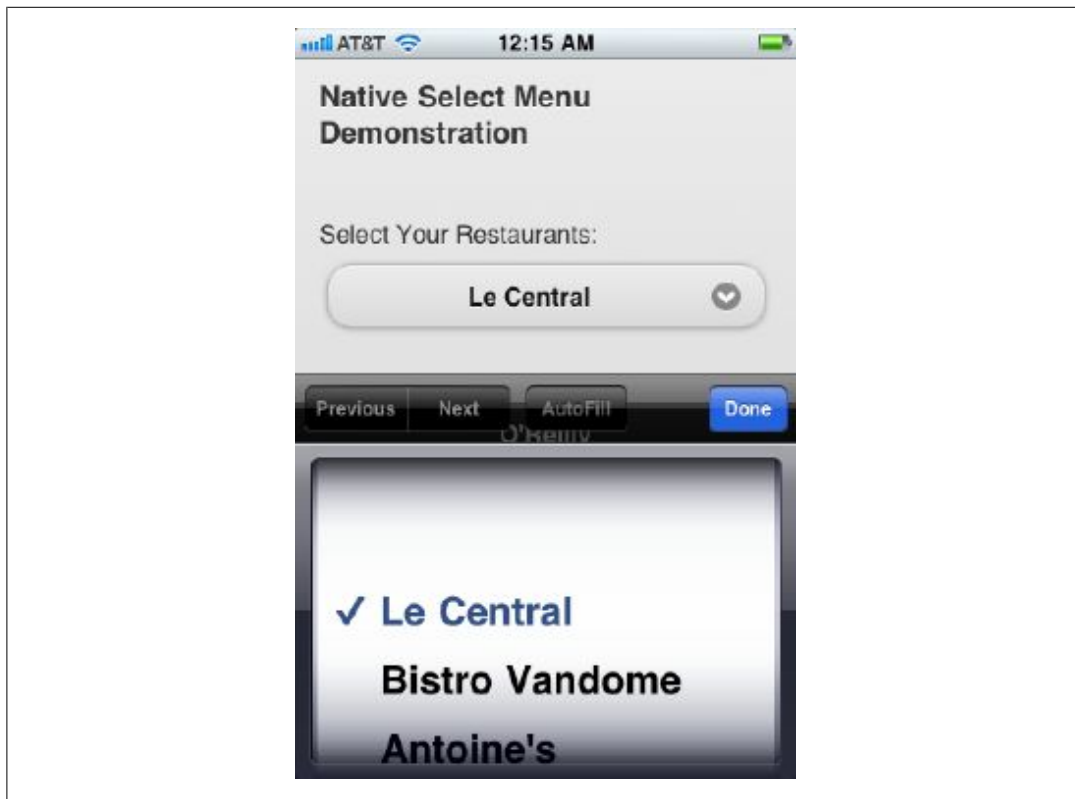 AT&T 12:15 AM
Native Select Menu
Demonstration
Select Your Restaurants:
Le Central
Previous Next AutoFill Done
O'Reilly
✓ Le Central
Bistro Vandome
Antoine's